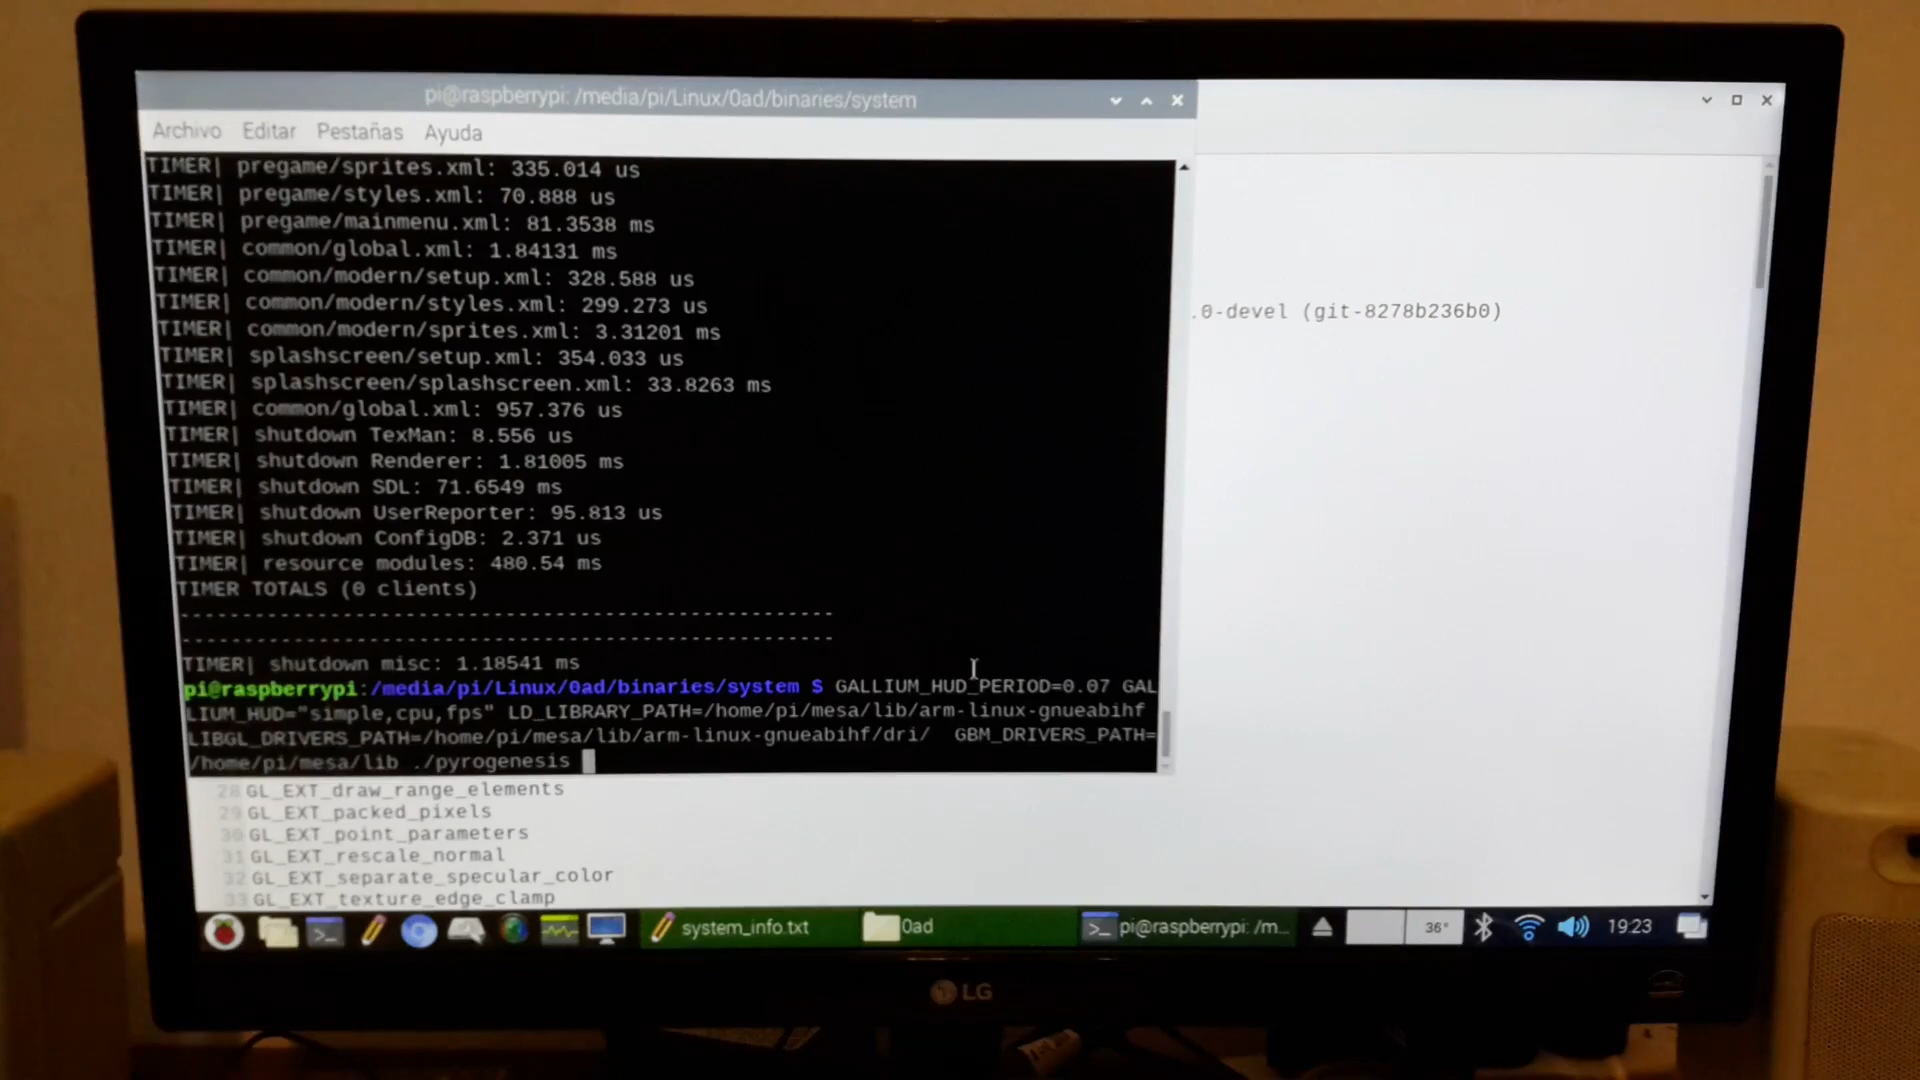 pi@raspberrypi: /media/pi/Linux/0ad/binaries/system
Archivo Editar Pestañas Ayuda
TIMER| pregame/sprites.xml: 335.014 us
TIMER| pregame/styles.xml: 70.888 us
TIMER| pregame/mainmenu.xml: 81.3538 ms
TIMER| common/global.xml: 1.84131 ms
TIMER| common/modern/setup.xml: 328.588 us
TIMER| common/modern/styles.xml: 299.273 us
TIMER| common/modern/sprites.xml: 3.31201 ms
TIMER| splashscreen/setup.xml: 354.033 us
TIMER| splashscreen/splashscreen.xml: 33.8263 ms
TIMER| common/global.xml: 957.376 us
TIMER| shutdown TexMan: 8.556 us
TIMER| shutdown Renderer: 1.81005 ms
TIMER| shutdown SDL: 71.6549 ms
TIMER| shutdown UserReporter: 95.813 us
TIMER| shutdown ConfigDB: 2.371 us
TIMER| resource modules: 480.54 ms
TIMER TOTALS (0 clients)
-----------------------------------------------------
-----------------------------------------------------
TIMER| shutdown misc: 1.18541 ms
pi@raspberrypi:/media/pi/Linux/0ad/binaries/system $ GALLIUM_HUD_PERIOD=0.07 GAL
LIUM_HUD="simple,cpu,fps" LD_LIBRARY_PATH=/home/pi/mesa/lib/arm-linux-gnueabihf
LIBGL_DRIVERS_PATH=/home/pi/mesa/lib/arm-linux-gnueabihf/dri/  GBM_DRIVERS_PATH=
/home/pi/mesa/lib ./pyrogenesis
.0-devel (git-8278b236b0)
28 GL_EXT_draw_range_elements
29 GL_EXT_packed_pixels
30 GL_EXT_point_parameters
31 GL_EXT_rescale_normal
32 GL_EXT_separate_specular_color
33 GL_EXT_texture_edge_clamp
system_info.txt
0ad
pi@raspberrypi: /m...
36°
19:23
LG